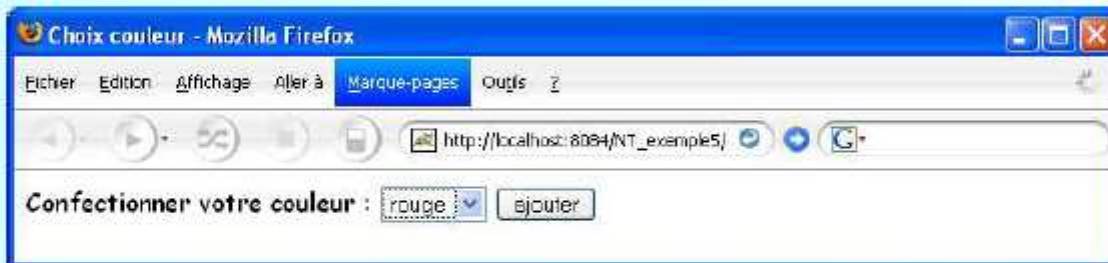 Choix couleur - Mozilla Firefox
Fichier Edition Affichage Aller à Marque-pages Outils ?
http://localhost:8084/NT_exemple5/ G
Confectionner votre couleur : rouge ajouter